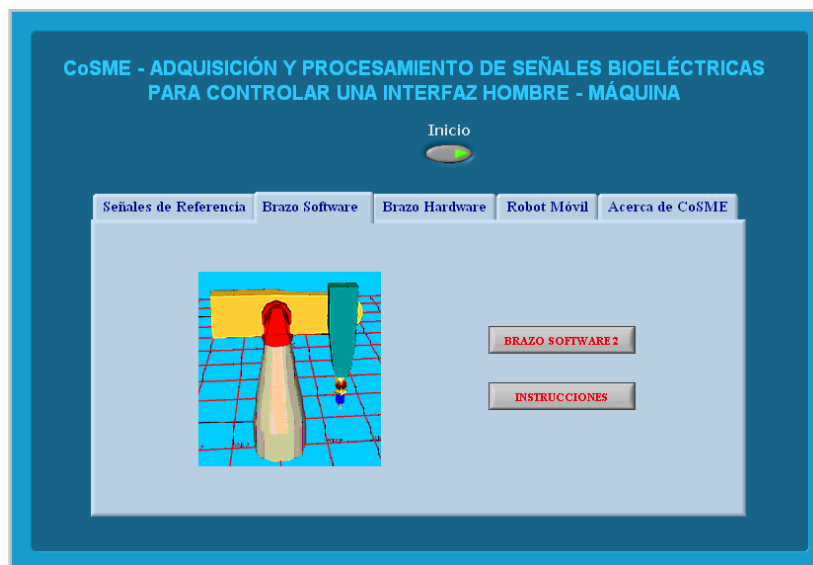 CoSME - ADQUISICIÓN Y PROCESAMIENTO DE SEÑALES BIOELÉCTRICAS
PARA CONTROLAR UNA INTERFAZ HOMBRE - MÁQUINA
Inicio
Señales de Referencia Brazo Software Brazo Hardware Robot Móvil Acerca de CoSME
BRAZO SOFTWARE 2
INSTRUCCIONES